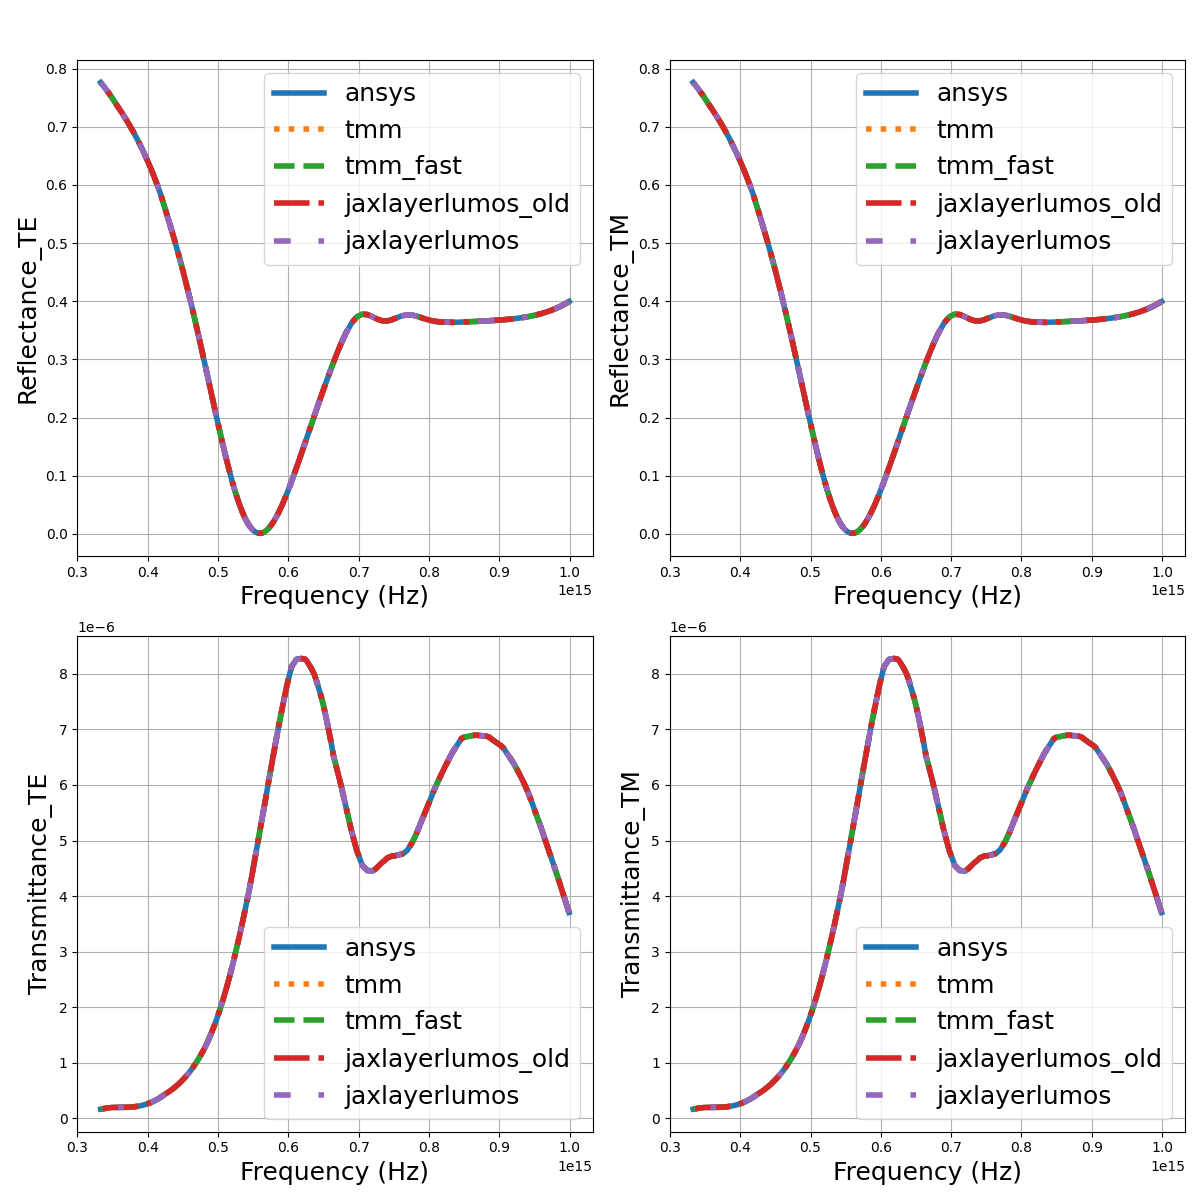 0.8
0.7
0.6
0.5
0.4
0.3
0.2
0.1
0.0
Reflectance_TE
ansys
tmm
tmm_fast
jaxlayerlumos_old
jaxlayerlumos
0.3 0.4 0.5 0.6 0.7 0.8 0.9 1.0
1e15
Frequency (Hz)
0.8
0.7
0.6
0.5
0.4
0.3
0.2
0.1
0.0
Reflectance_TM
ansys
tmm
tmm_fast
jaxlayerlumos_old
jaxlayerlumos
0.3 0.4 0.5 0.6 0.7 0.8 0.9 1.0
1e15
Frequency (Hz)
1e−6
8
7
6
5
4
3
2
1
0
Transmittance_TE
ansys
tmm
tmm_fast
jaxlayerlumos_old
jaxlayerlumos
0.3 0.4 0.5 0.6 0.7 0.8 0.9 1.0
1e15
Frequency (Hz)
1e−6
8
7
6
5
4
3
2
1
0
Transmittance_TM
ansys
tmm
tmm_fast
jaxlayerlumos_old
jaxlayerlumos
0.3 0.4 0.5 0.6 0.7 0.8 0.9 1.0
1e15
Frequency (Hz)